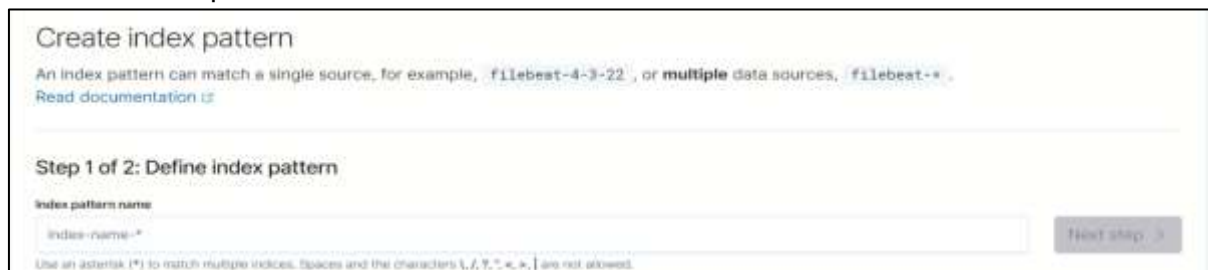 Create index pattern
An index pattern can match a single source, for example, filebeat-4-3-22 , or multiple data sources, filebeat-* .
Read documentation
Step 1 of 2: Define index pattern
Index pattern name
index-name-*
Next step >
Use an asterisk (*) to match multiple indices. Spaces and the characters \, /, ?, ", <, >, | are not allowed.